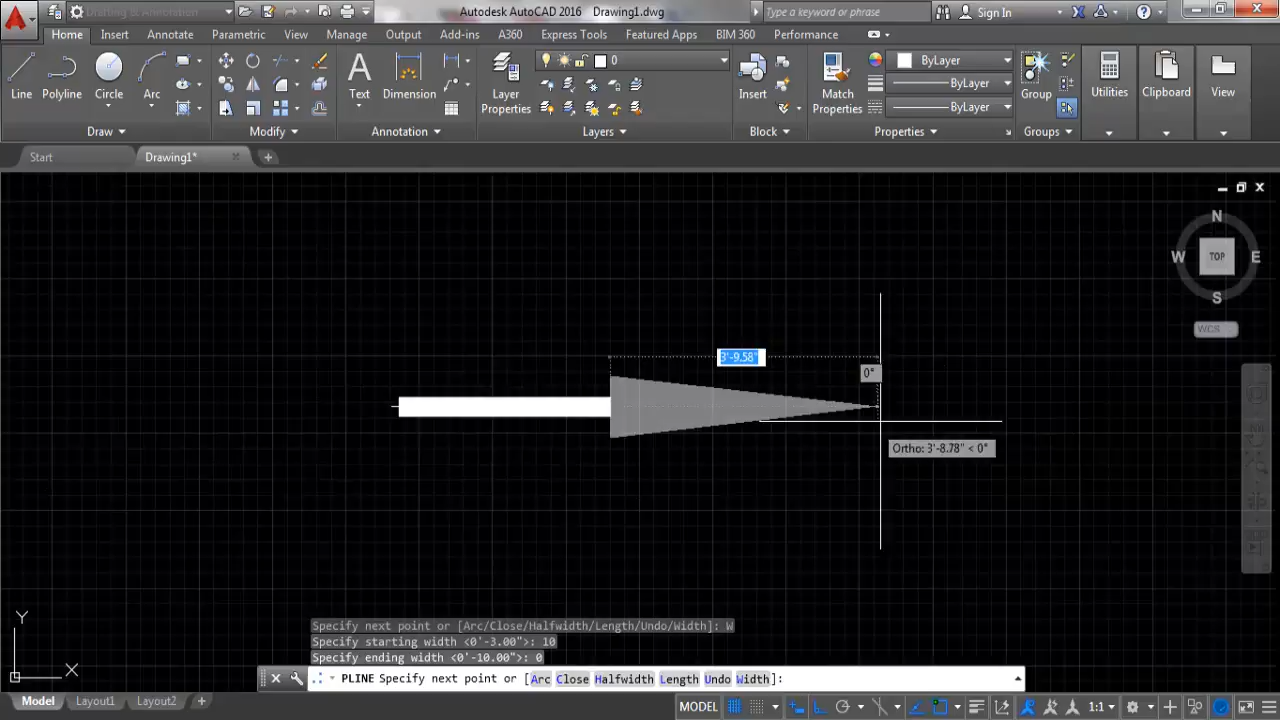 Drafting & Annotation
Autodesk AutoCAD 2016 Drawing1.dwg
Type a keyword or phrase
Sign In
Home Insert Annotate Parametric View Manage Output Add-ins A360 Express Tools Featured Apps BIM 360 Performance
0
ByLayer
ByLayer
ByLayer
Line Polyline Circle Arc
Text Dimension
Layer Properties
Insert
Match Properties
Group Utilities Clipboard View
Draw Modify Annotation Layers Block Properties Groups
Start Drawing1* +
N
W TOP E
S
WCS
3'-9.58"
0°
Ortho: 3'-8.78" < 0°
Y
X
Specify next point or [Arc/Close/Halfwidth/Length/Undo/Width]: W
Specify starting width <0'-3.00">: 10
Specify ending width <0'-10.00">: 0
PLINE Specify next point or [Arc Close Halfwidth Length Undo Width]:
Model Layout1 Layout2 +
MODEL 1:1